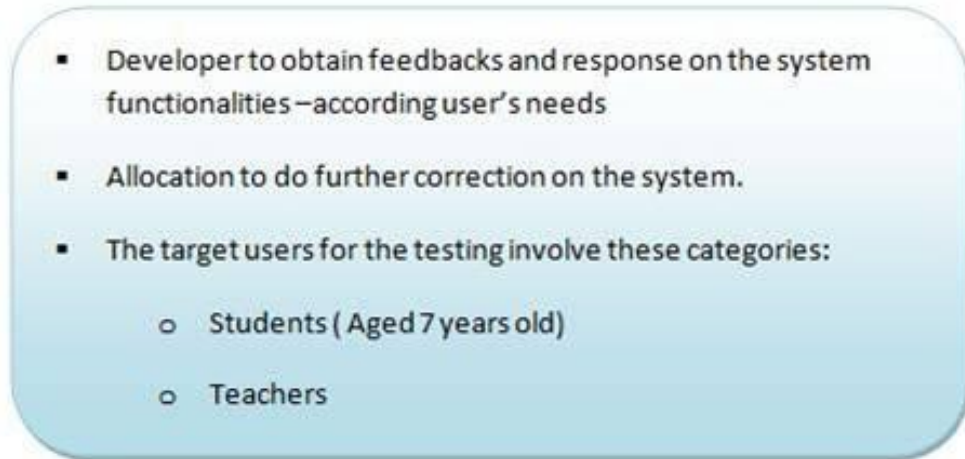 ▪ Developer to obtain feedbacks and response on the system
functionalities –according user's needs
▪ Allocation to do further correction on the system.
▪ The target users for the testing involve these categories:
o Students ( Aged 7 years old)
o Teachers